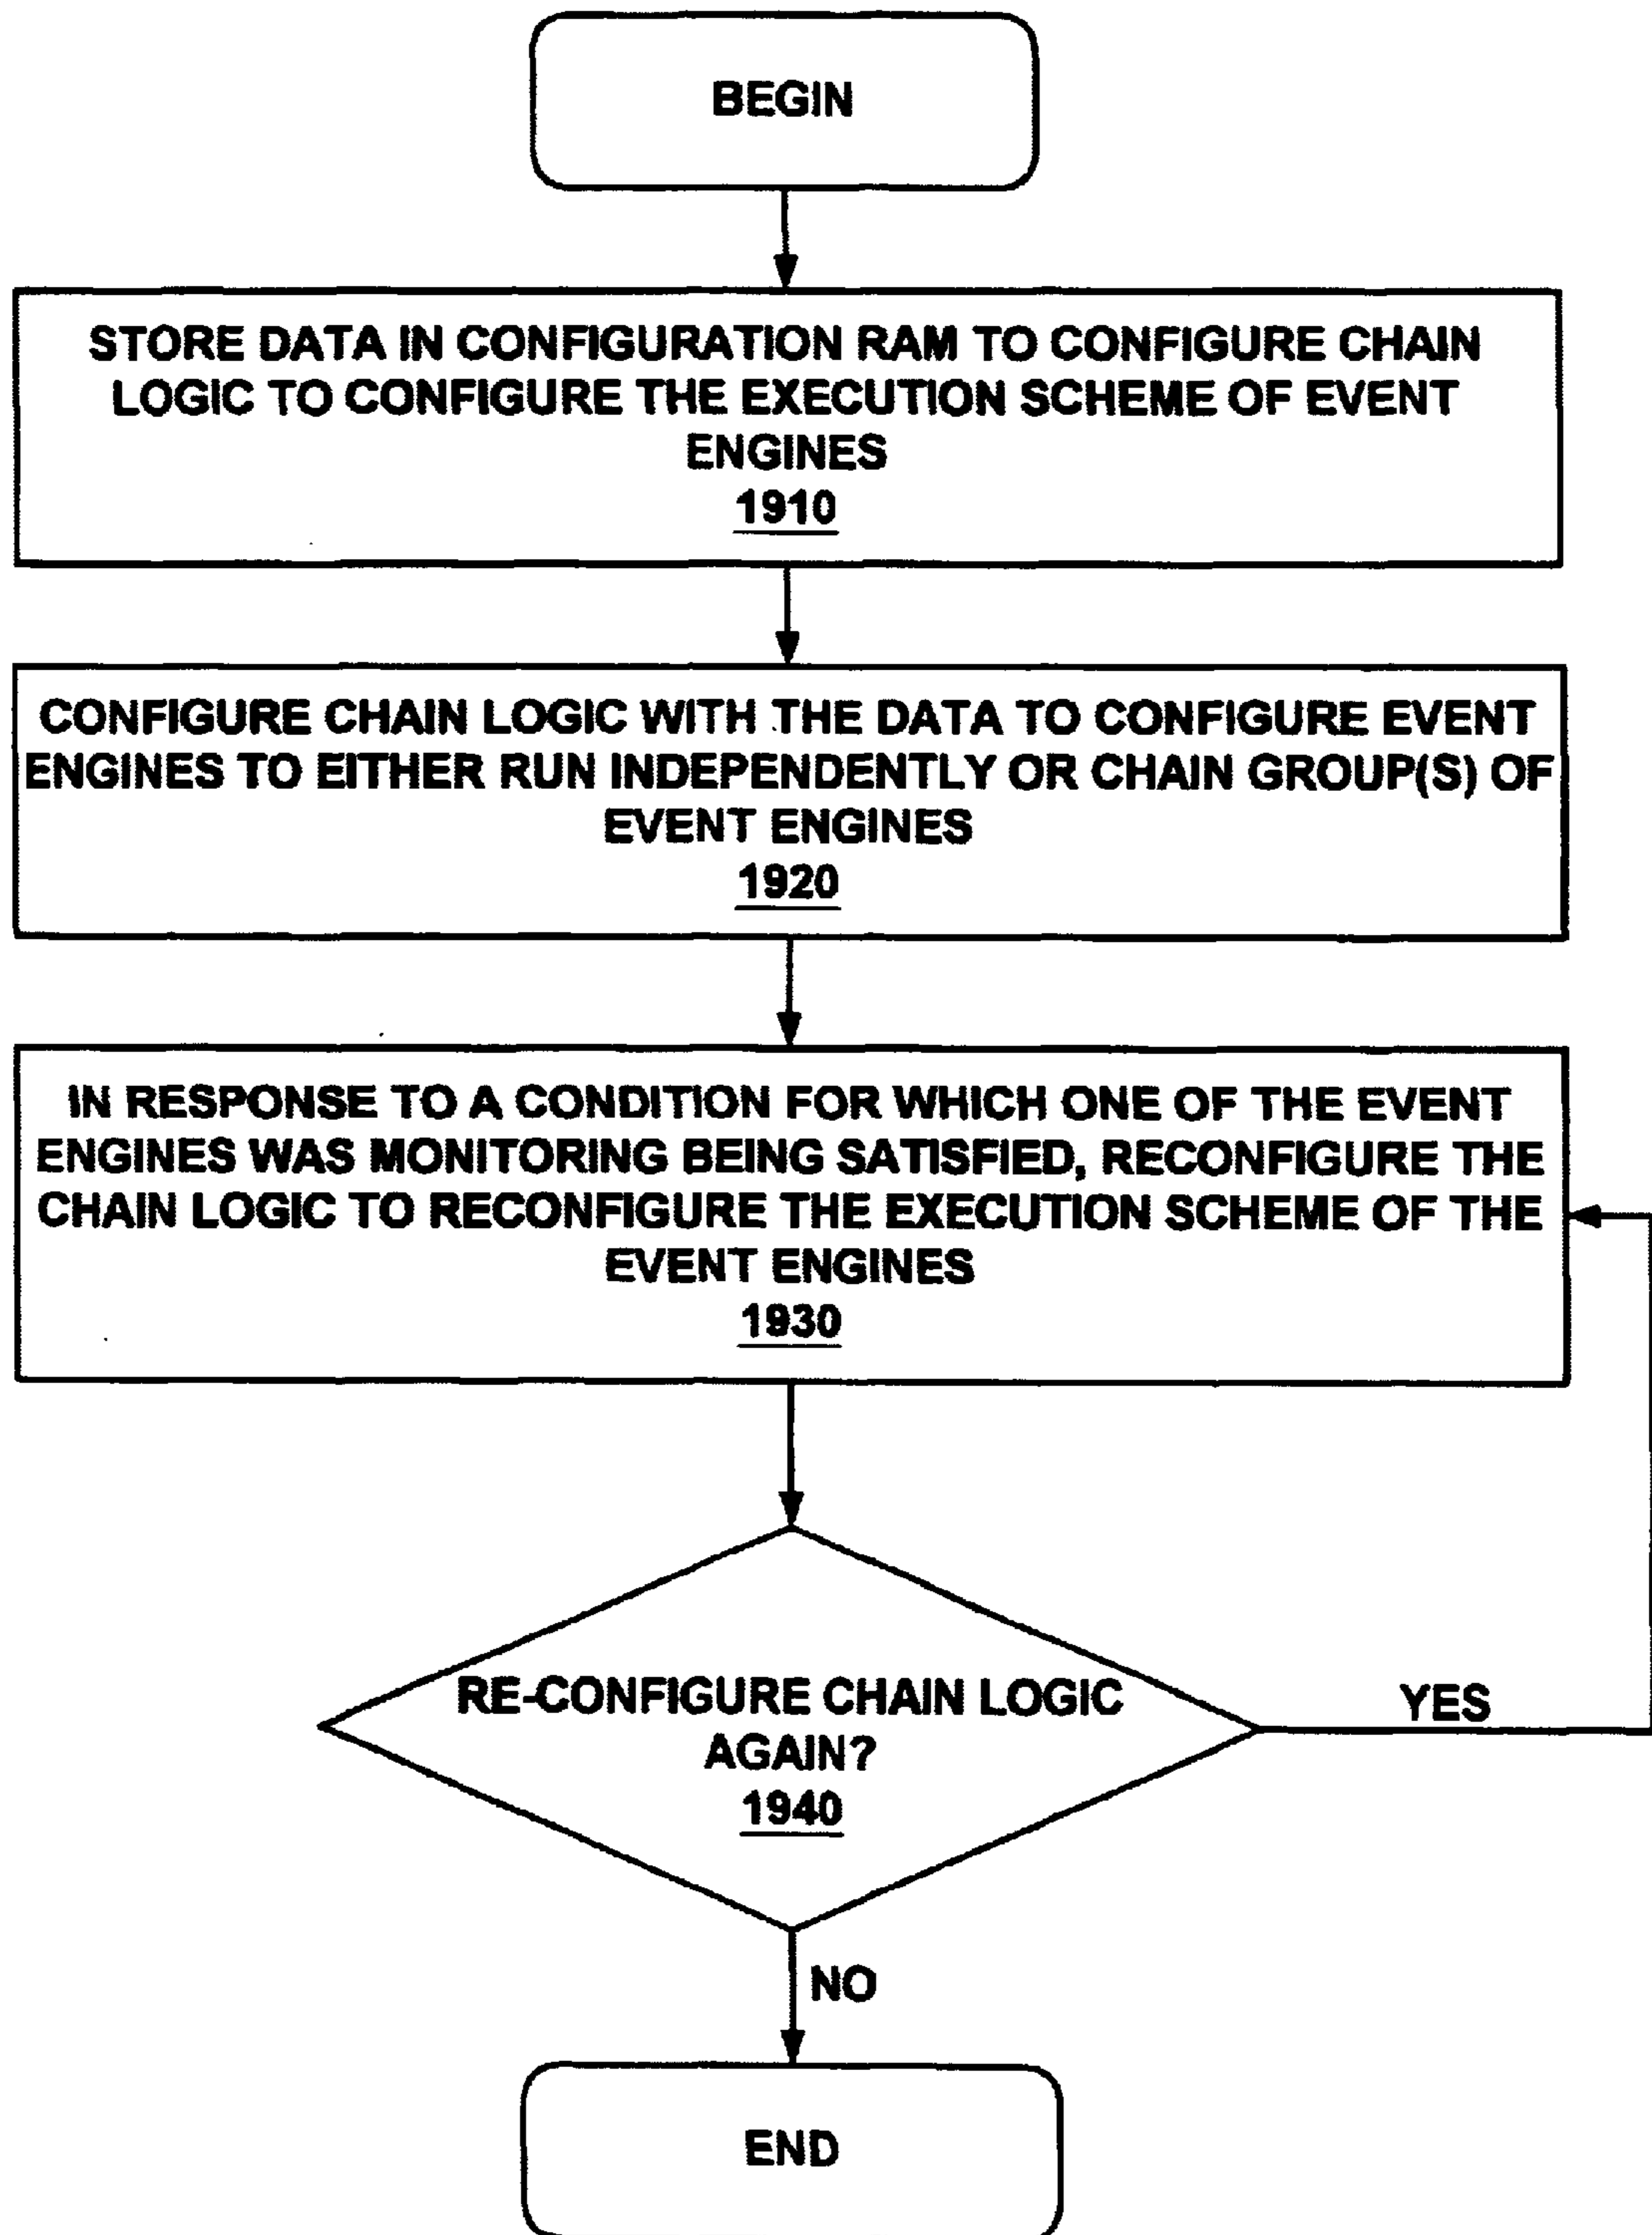 BEGIN
STORE DATA IN CONFIGURATION RAM TO CONFIGURE CHAIN
LOGIC TO CONFIGURE THE EXECUTION SCHEME OF EVENT
ENGINES
1910
CONFIGURE CHAIN LOGIC WITH THE DATA TO CONFIGURE EVENT
ENGINES TO EITHER RUN INDEPENDENTLY OR CHAIN GROUP(S) OF
EVENT ENGINES
1920
IN RESPONSE TO A CONDITION FOR WHICH ONE OF THE EVENT
ENGINES WAS MONITORING BEING SATISFIED, RECONFIGURE THE
CHAIN LOGIC TO RECONFIGURE THE EXECUTION SCHEME OF THE
EVENT ENGINES
1930
RE-CONFIGURE CHAIN LOGIC
AGAIN?
1940
YES
NO
END